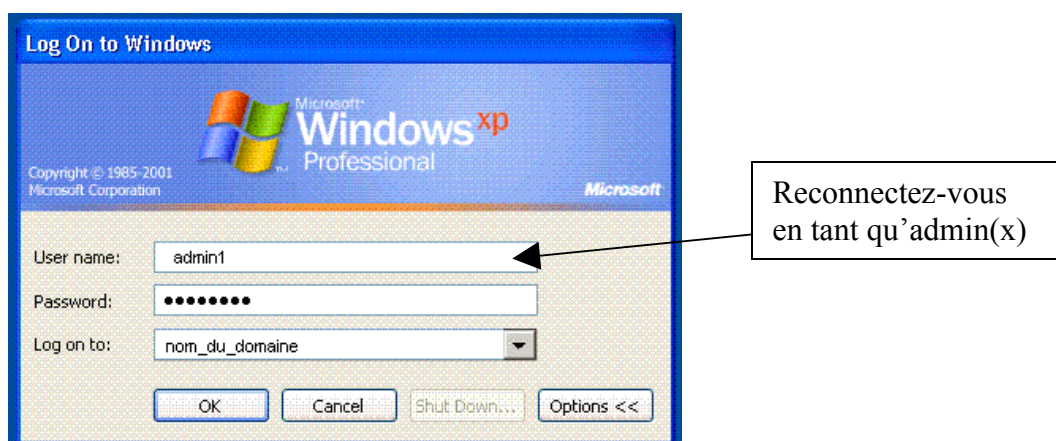 Log On to Windows
Microsoft
Windows xp
Professional
Copyright © 1985-2001
Microsoft Corporation
Microsoft
Reconnectez-vous
en tant qu’admin(x)
User name: admin1
Password: ●●●●●●●●
Log on to: nom_du_domaine
OK Cancel Shut Down... Options <<